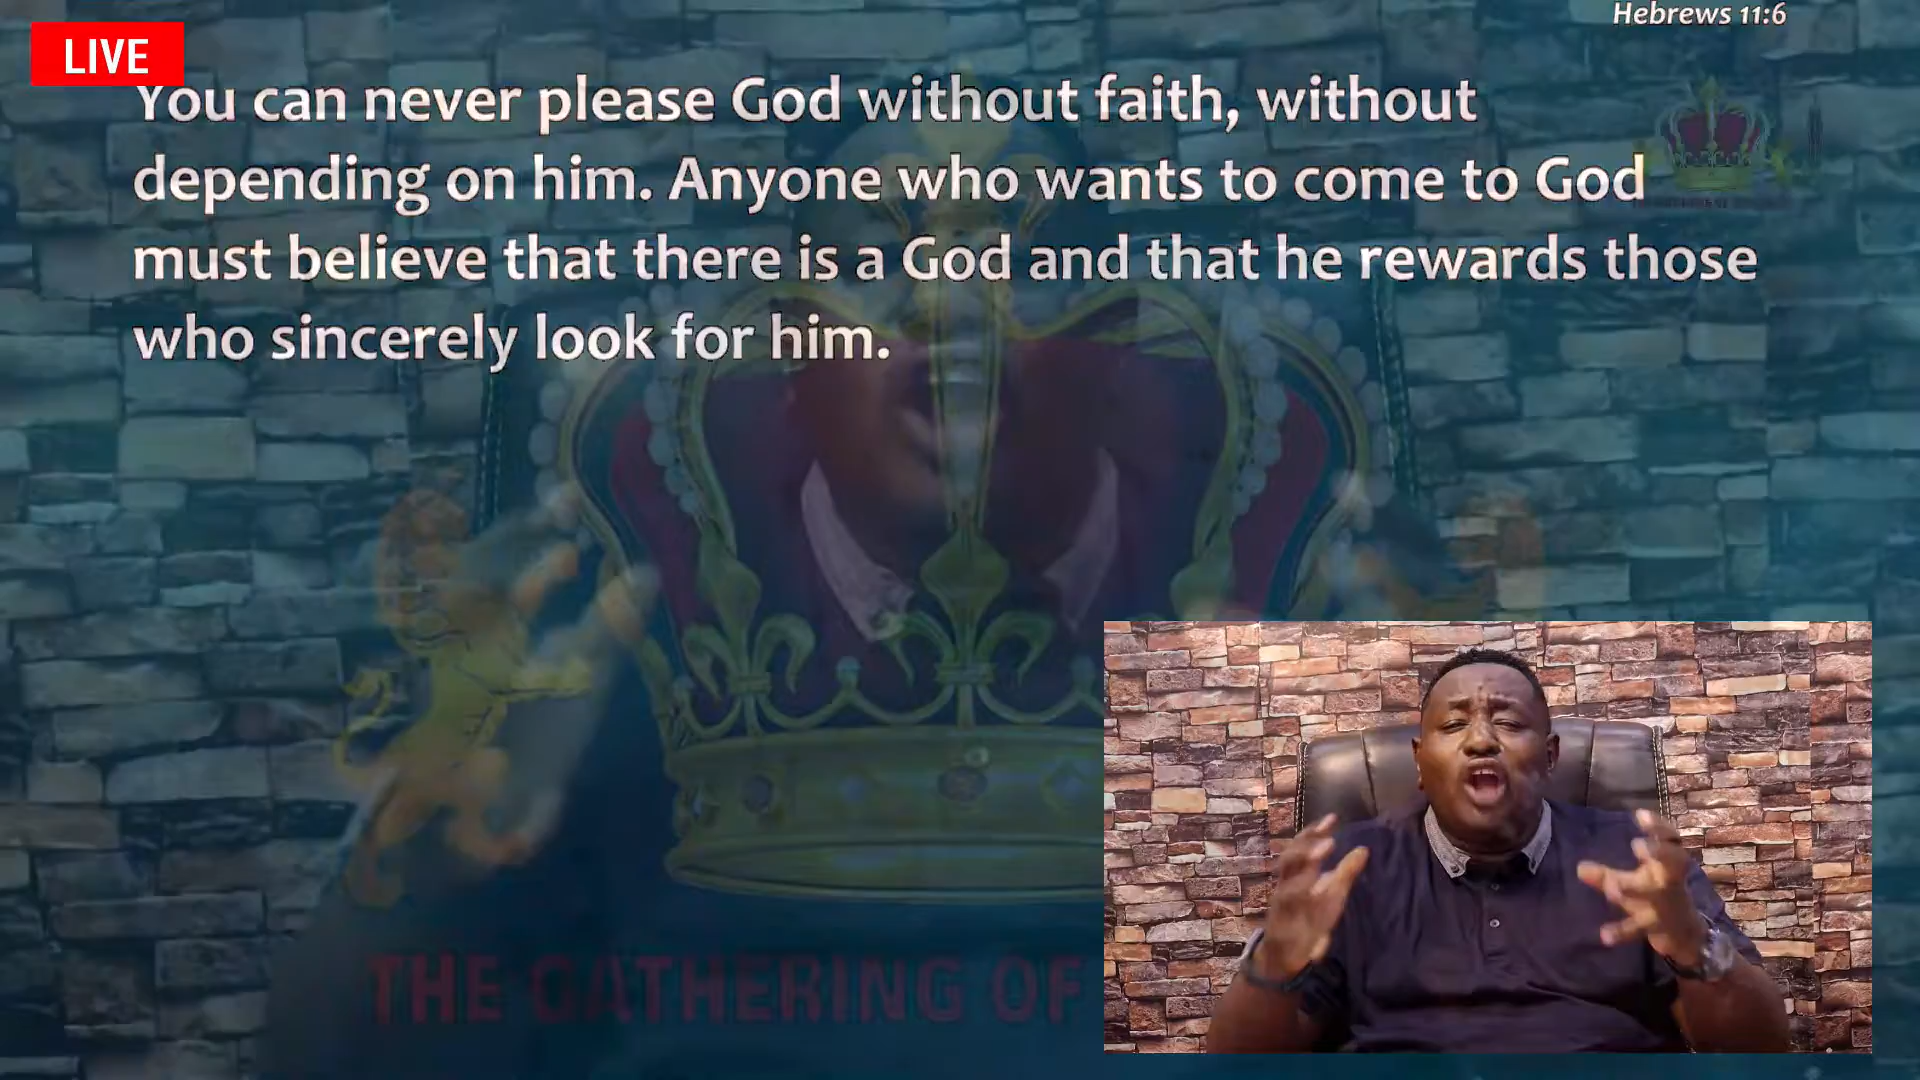 Hebrews 11:6
LIVE
You can never please God without faith, without
depending on him. Anyone who wants to come to God
must believe that there is a God and that he rewards those
who sincerely look for him.
THE GATHERING OF